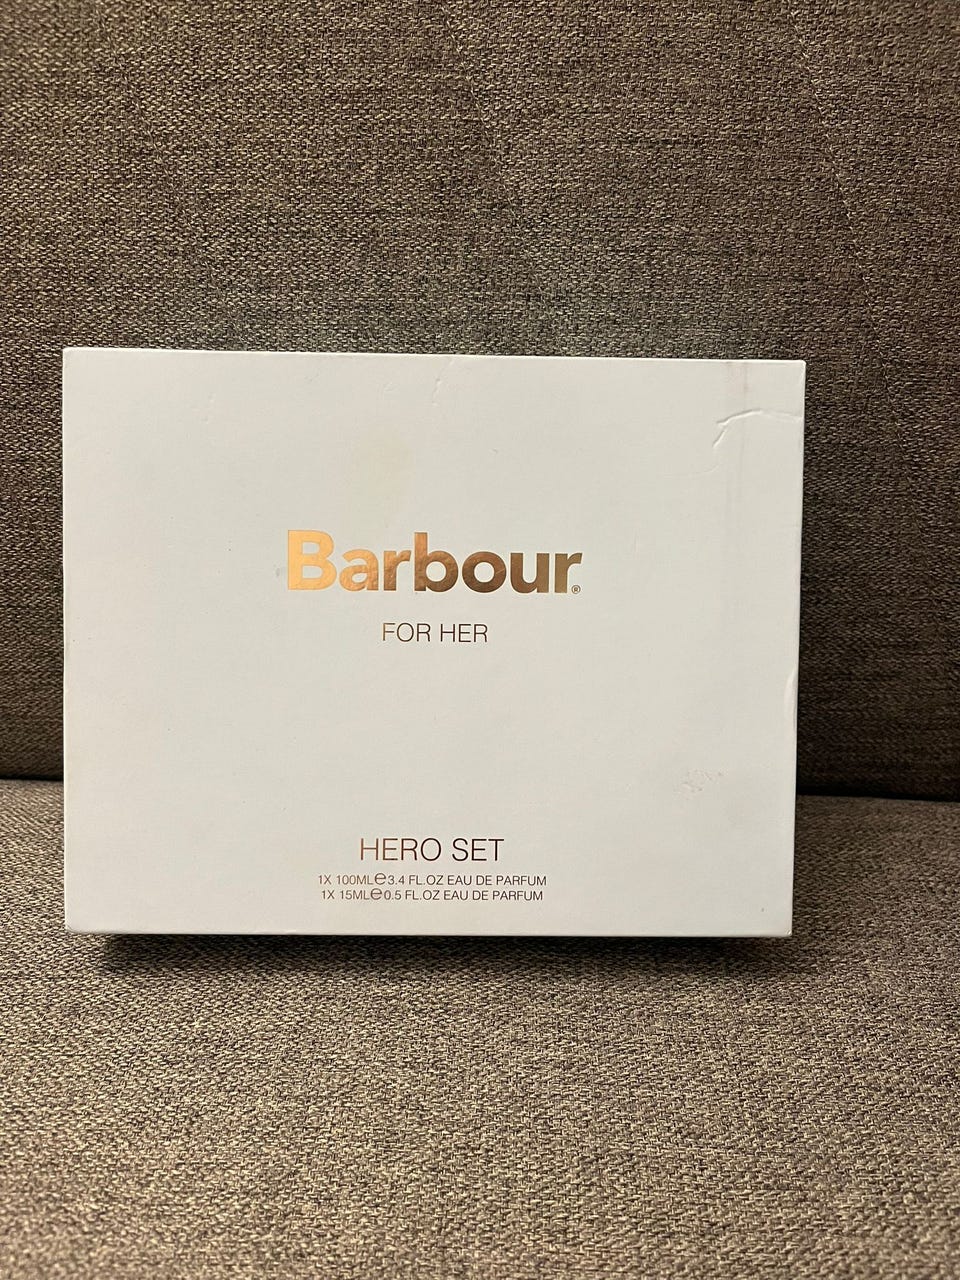 Barbour®
FOR HER
HERO SET
1X 100ML℮3.4 FL.OZ EAU DE PARFUM
1X 15ML℮0.5 FL.OZ EAU DE PARFUM